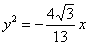 y² = −(4√3/13) x